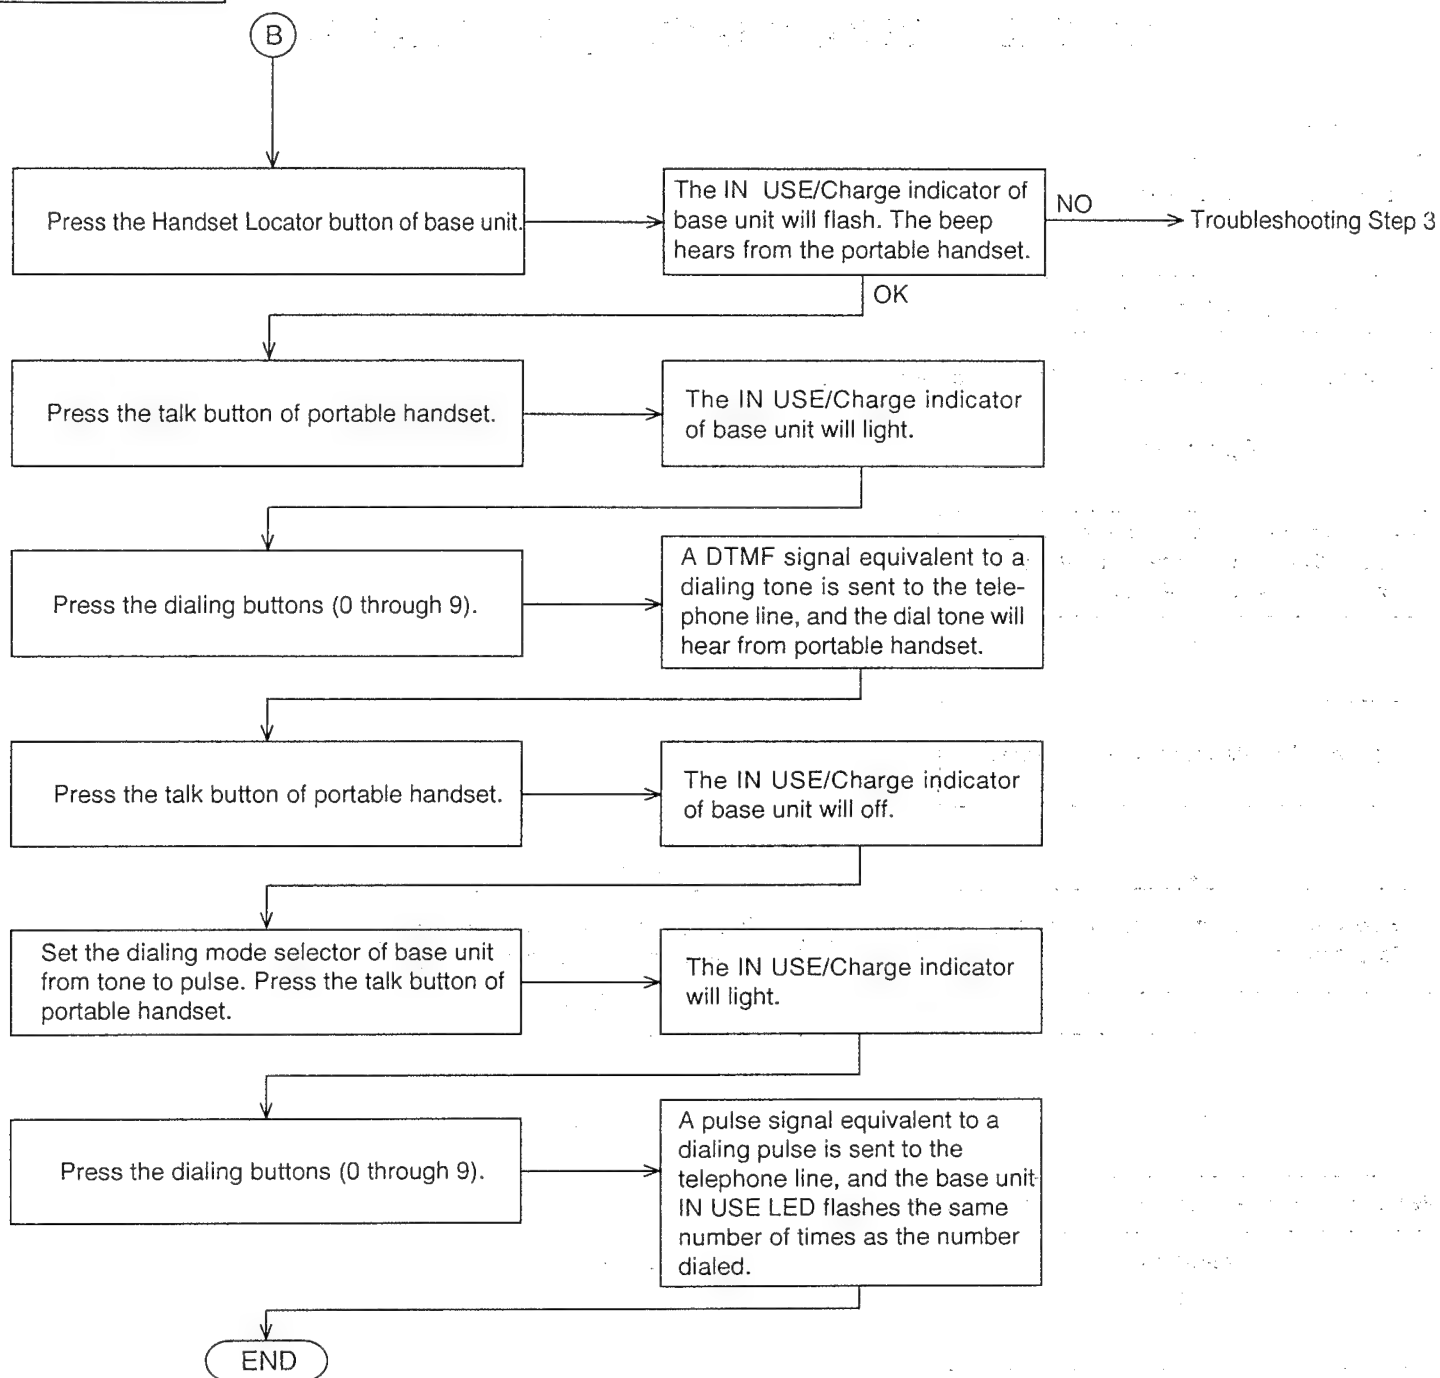 B
Press the Handset Locator button of base unit.
The IN USE/Charge indicator of
base unit will flash. The beep
hears from the portable handset.
NO
Troubleshooting Step 3
OK
Press the talk button of portable handset.
The IN USE/Charge indicator
of base unit will light.
Press the dialing buttons (0 through 9).
A DTMF signal equivalent to a
dialing tone is sent to the tele-
phone line, and the dial tone will
hear from portable handset.
Press the talk button of portable handset.
The IN USE/Charge indicator
of base unit will off.
Set the dialing mode selector of base unit
from tone to pulse. Press the talk button of
portable handset.
The IN USE/Charge indicator
will light.
Press the dialing buttons (0 through 9).
A pulse signal equivalent to a
dialing pulse is sent to the
telephone line, and the base unit
IN USE LED flashes the same
number of times as the number
dialed.
END